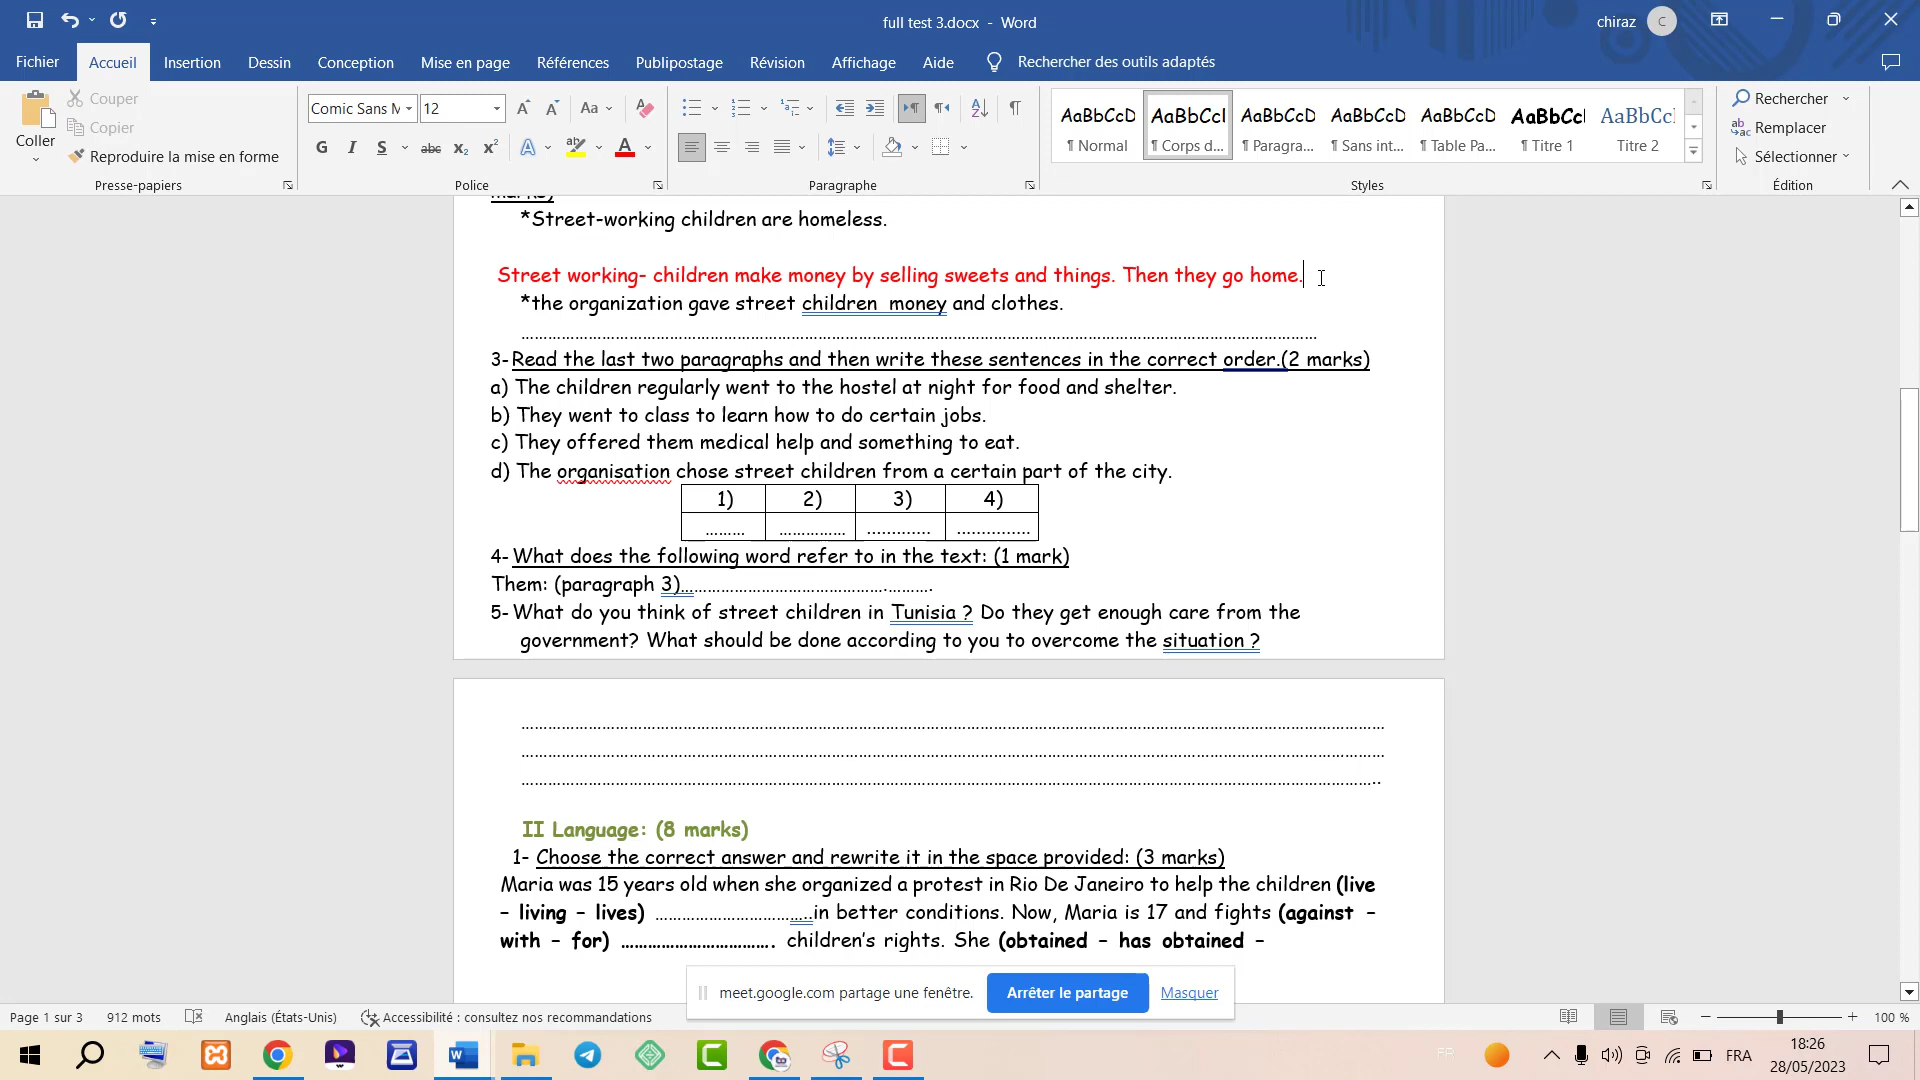 full test 3.docx - Word
chiraz C
Fichier Accueil Insertion Dessin Conception Mise en page Références Publipostage Révision Affichage Aide Rechercher des outils adaptés
Coller
Couper
Copier
Reproduire la mise en forme
Presse-papiers
Comic Sans M 12
G I S abc x₂ x²
Police
Paragraphe
AaBbCcD AaBbCcI AaBbCcD AaBbCcD AaBbCcD AaBbCcI AaBbCcI
¶ Normal ¶ Corps d... ¶ Paragra... ¶ Sans int... ¶ Table Pa... ¶ Titre 1 Titre 2
Styles
Rechercher
Remplacer
Sélectionner
Édition
*Street-working children are homeless.
Street working- children make money by selling sweets and things. Then they go home.
*the organization gave street children  money and clothes.
……………………………………………………………………………………………………………
3- Read the last two paragraphs and then write these sentences in the correct order.(2 marks)
a) The children regularly went to the hostel at night for food and shelter.
b) They went to class to learn how to do certain jobs.
c) They offered them medical help and something to eat.
d) The organisation chose street children from a certain part of the city.
1) 2) 3) 4)
……… …………… ............. ...............
4- What does the following word refer to in the text: (1 mark)
Them: (paragraph 3)…………………………………….……….
5- What do you think of street children in Tunisia ? Do they get enough care from the
government? What should be done according to you to overcome the situation ?
……………………………………………………………………………………………………………………
……………………………………………………………………………………………………………………
…………………………………………………………………………………………………………………..
II Language: (8 marks)
1- Choose the correct answer and rewrite it in the space provided: (3 marks)
Maria was 15 years old when she organized a protest in Rio De Janeiro to help the children (live
– living – lives) …………………………..in better conditions. Now, Maria is 17 and fights (against –
with – for) ……………………………. children’s rights. She (obtained – has obtained –
meet.google.com partage une fenêtre. Arrêter le partage Masquer
Page 1 sur 3 912 mots Anglais (États-Unis) Accessibilité : consultez nos recommandations 100 %
FRA
18:26
28/05/2023